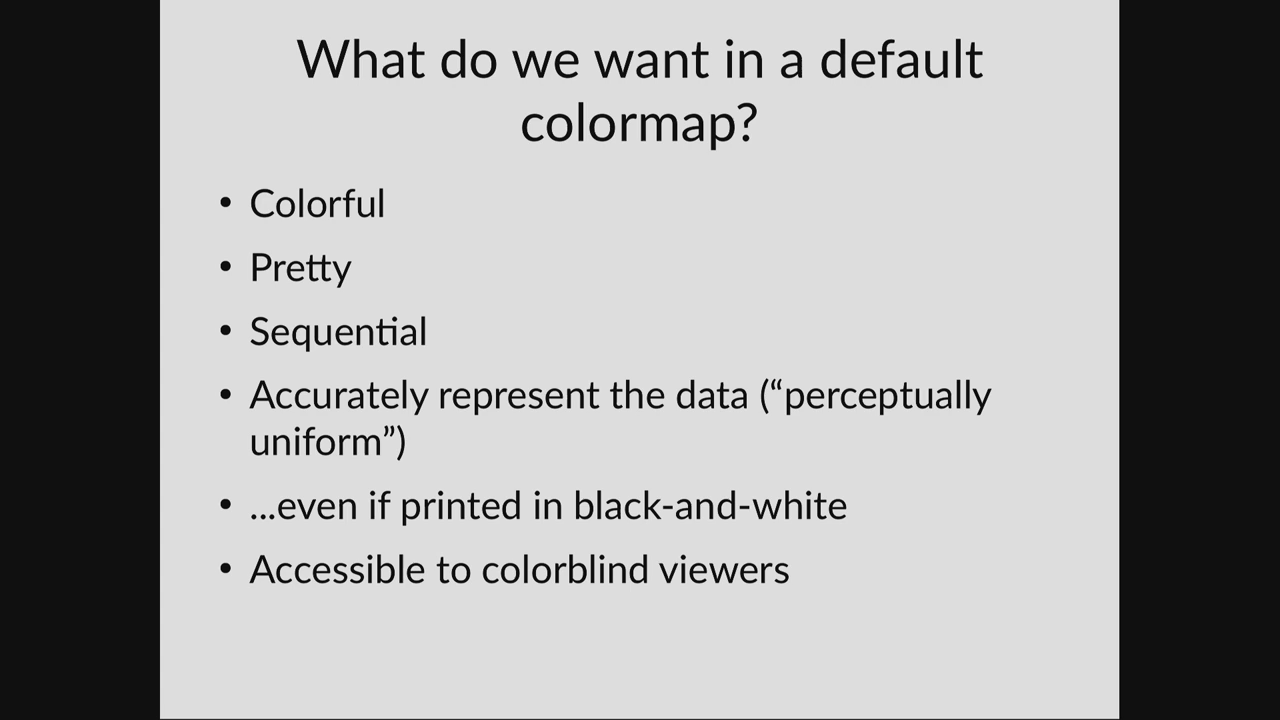 What do we want in a default
colormap?
• Colorful
• Pretty
• Sequential
• Accurately represent the data (“perceptually
uniform”)
• ...even if printed in black-and-white
• Accessible to colorblind viewers